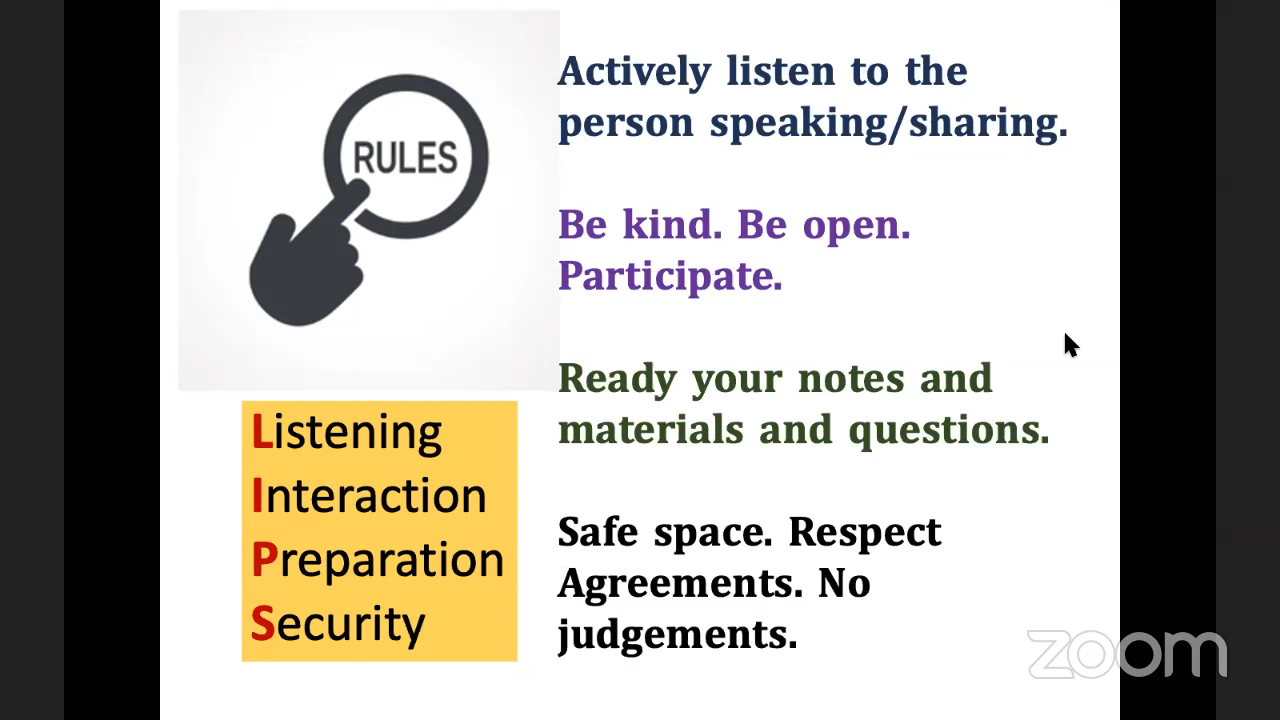 RULES
Actively listen to the
person speaking/sharing.
Be kind. Be open.
Participate.
Ready your notes and
materials and questions.
Safe space. Respect
Agreements. No
judgements.
Listening
Interaction
Preparation
Security
zoom